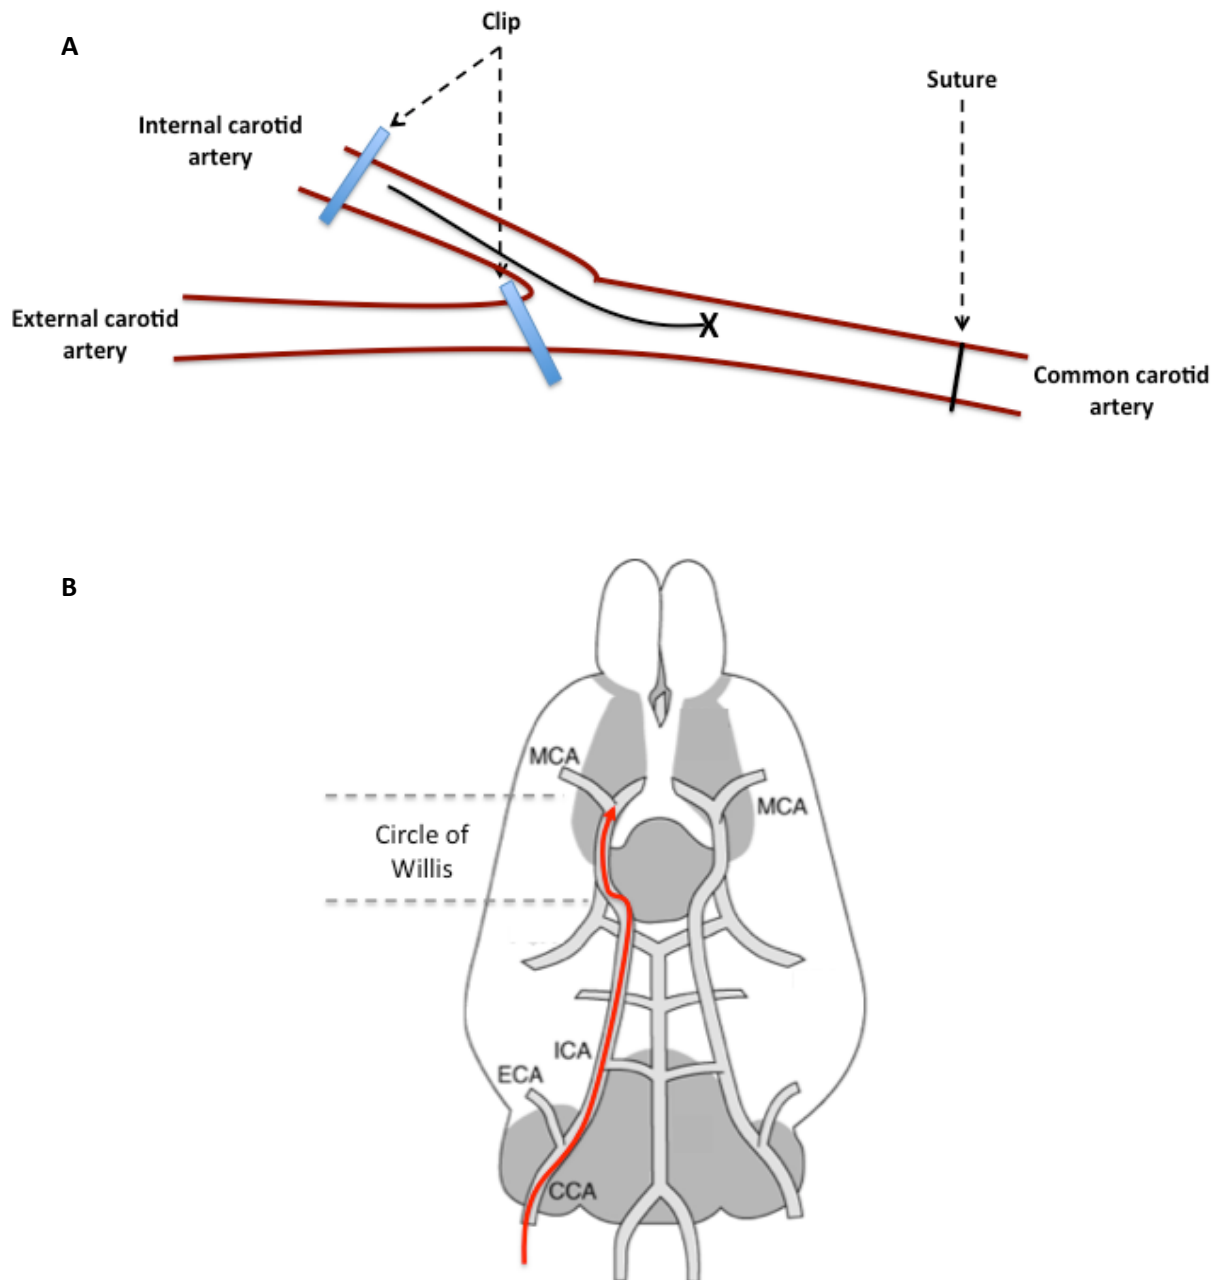 A
Clip
Suture
Internal carotid
artery
External carotid
artery
X
Common carotid
artery
B
MCA
MCA
Circle of
Willis
ICA
ECA
CCA